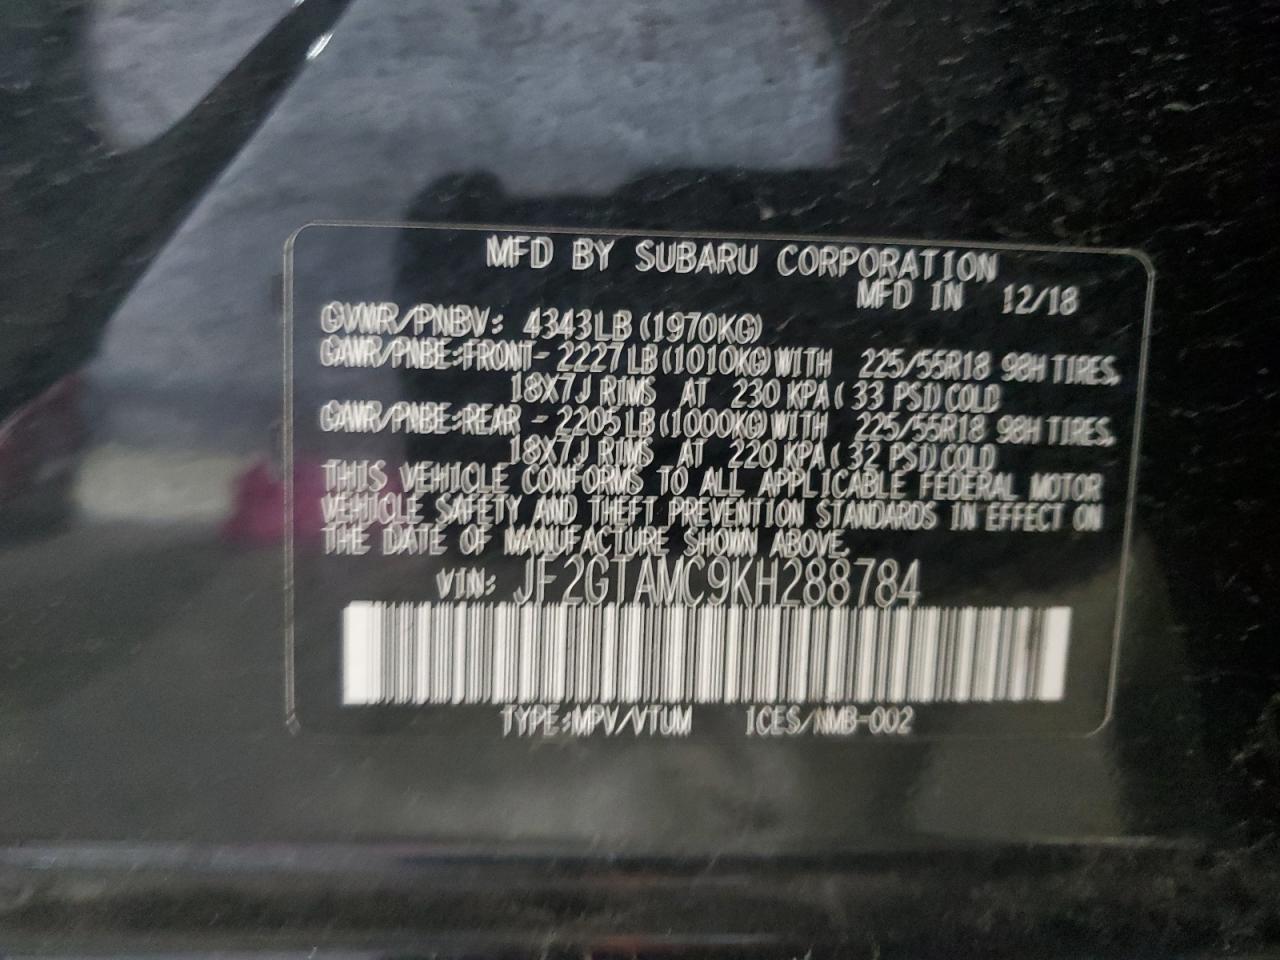 MFD BY SUBARU CORPORATION
MFD IN 12/18
GVWR/PNBV: 4343LB(1970KG)
GAWR/PNBE:FRONT- 2227LB(1010KG)WITH 225/55R18 98H TIRES,
18X7J RIMS AT 230 KPA( 33 PSI)COLD
GAWR/PNBE:REAR - 2205LB(1000KG)WITH 225/55R18 98H TIRES,
18X7J RIMS AT 220 KPA( 32 PSI)COLD
THIS VEHICLE CONFORMS TO ALL APPLICABLE FEDERAL MOTOR
VEHICLE SAFETY AND THEFT PREVENTION STANDARDS IN EFFECT ON
THE DATE OF MANUFACTURE SHOWN ABOVE.
VIN: JF2GTAMC9KH288784
TYPE:MPV/VTUM ICES/NMB-002